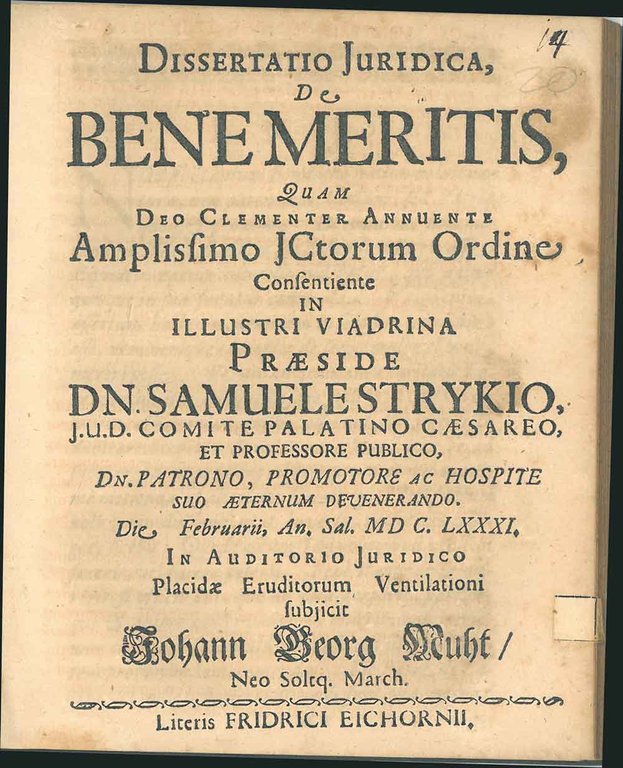 14
20
DISSERTATIO JURIDICA,
De
BENE MERITIS,
QUAM
DEO CLEMENTER ANNUENTE
Ampliſſimo JCtorum Ordine
Conſentiente
IN
ILLUSTRI VIADRINA
PRÆSIDE
DN. SAMUELE STRYKIO,
J.U.D. COMITE PALATINO CÆSAREO,
ET PROFESSORE PUBLICO,
DN. PATRONO, PROMOTORE AC HOSPITE
SUO ÆTERNUM DEVENERANDO.
Die Februarii, An. Sal. MD C. LXXXI.
IN AUDITORIO JURIDICO
Placidæ Eruditorum Ventilationi
ſubjicit
Johann Georg Muht /
Neo Soltq. March.
Literis FRIDRICI EICHORNII.